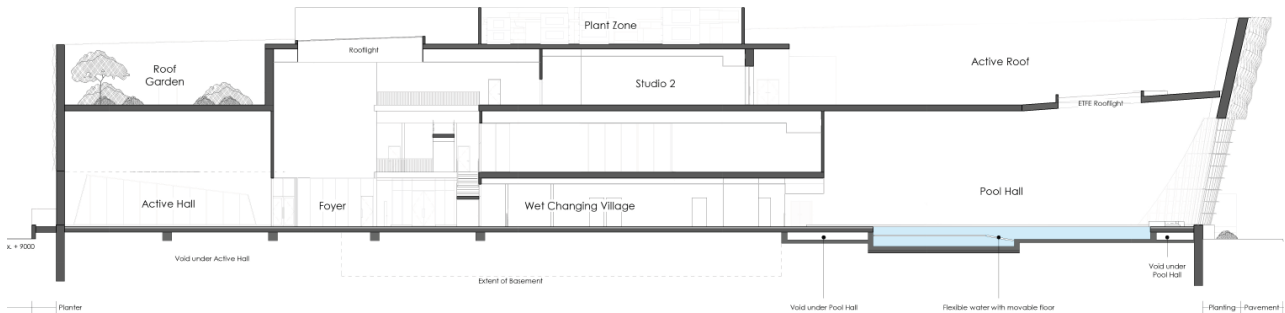 Plant Zone
Rooflight
Roof
Garden
Studio 2
Active Roof
ETFE Rooflight
Active Hall
Foyer
Wet Changing Village
Pool Hall
x. + 9000
Void under Active Hall
Extent of Basement
Void under
Pool Hall
Planter
Void under Pool Hall
Flexible water with movable floor
Planting
Pavement